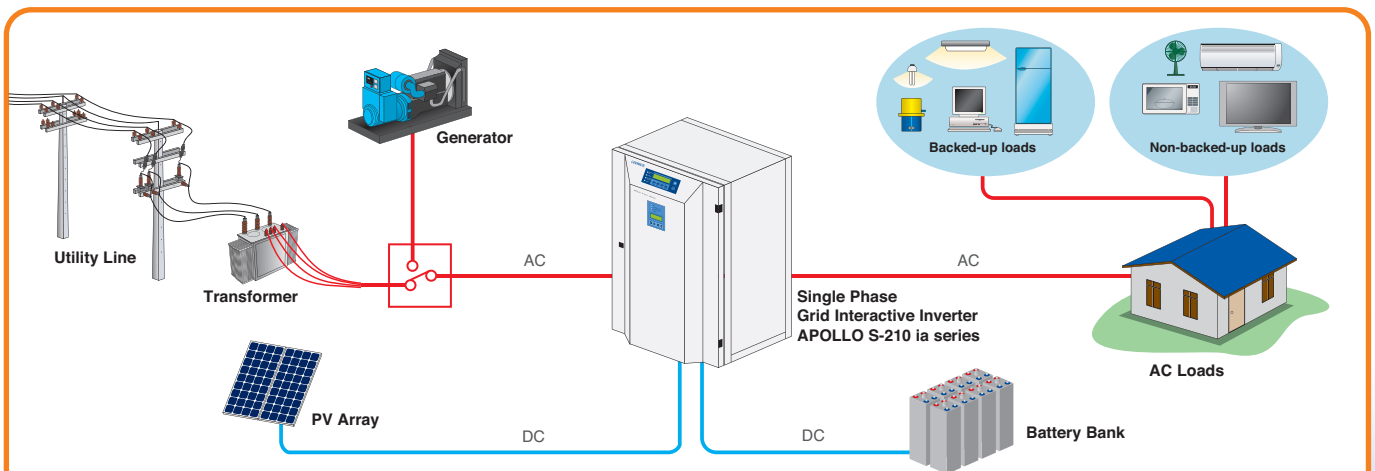 Generator
Backed-up loads
Non-backed-up loads
Utility Line
Transformer
AC
AC
Single Phase
Grid Interactive Inverter
APOLLO S-210 ia series
AC Loads
PV Array
DC
DC
Battery Bank